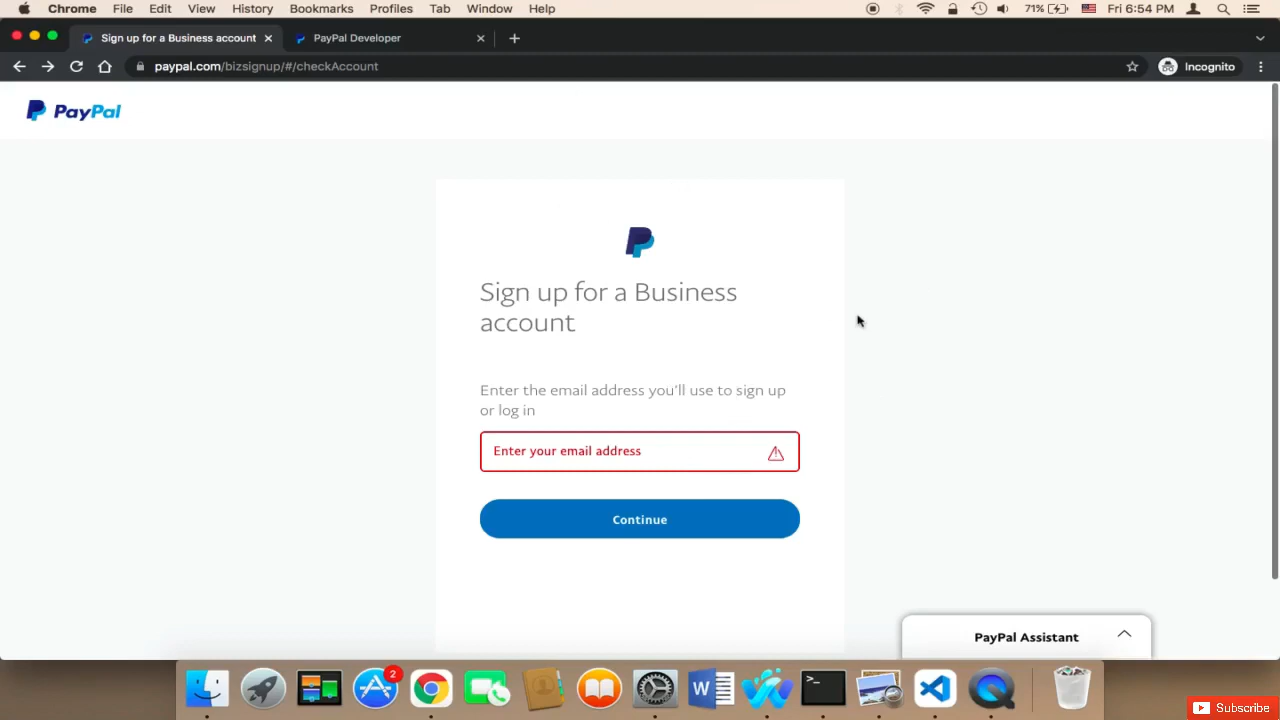 Chrome File Edit View History Bookmarks Profiles Tab Window Help 71% Fri 6:54 PM
Sign up for a Business account PayPal Developer
paypal.com/bizsignup/#/checkAccount Incognito
PayPal
Sign up for a Business
account
Enter the email address you'll use to sign up
or log in
Enter your email address
Continue
PayPal Assistant
2
Subscribe